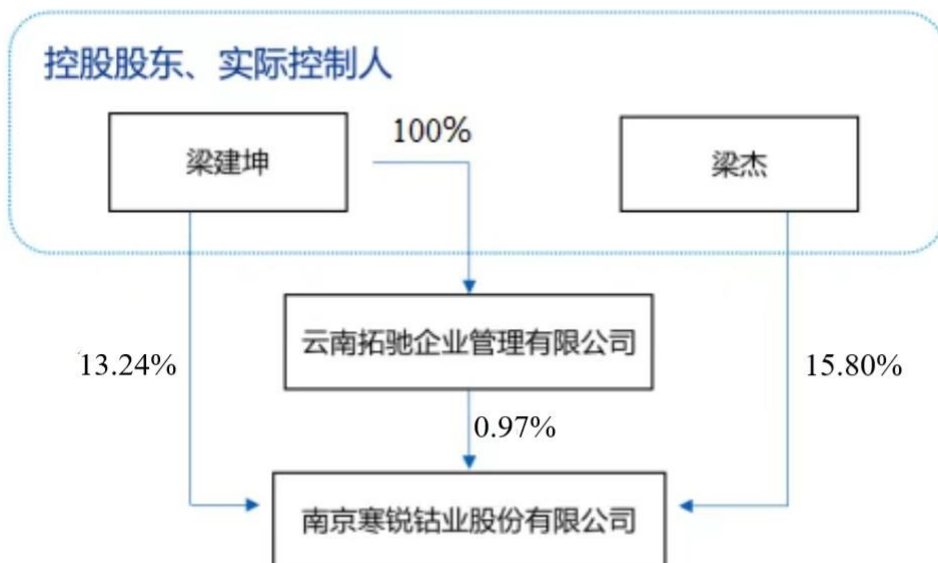 控股股东、实际控制人
梁建坤
100%
梁杰
云南拓驰企业管理有限公司
13.24%
15.80%
0.97%
南京寒锐钴业股份有限公司